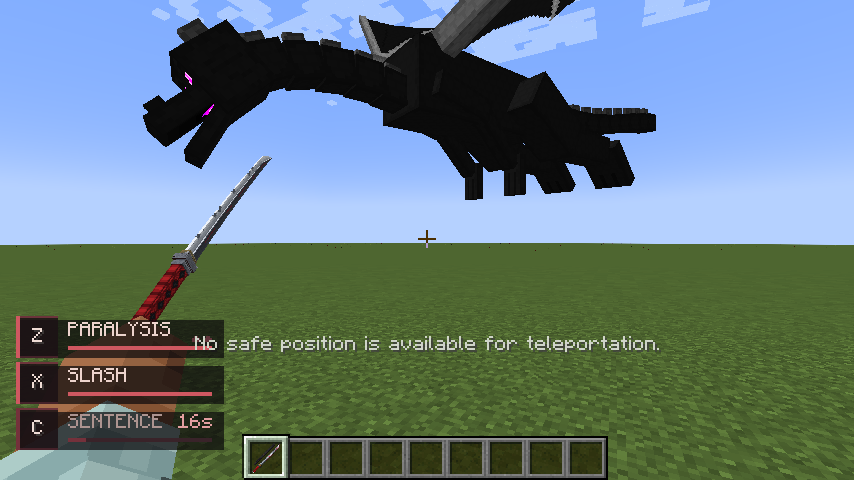 Z PARALYSIS
No safe position is available for teleportation.
X SLASH
C SENTENCE 16s